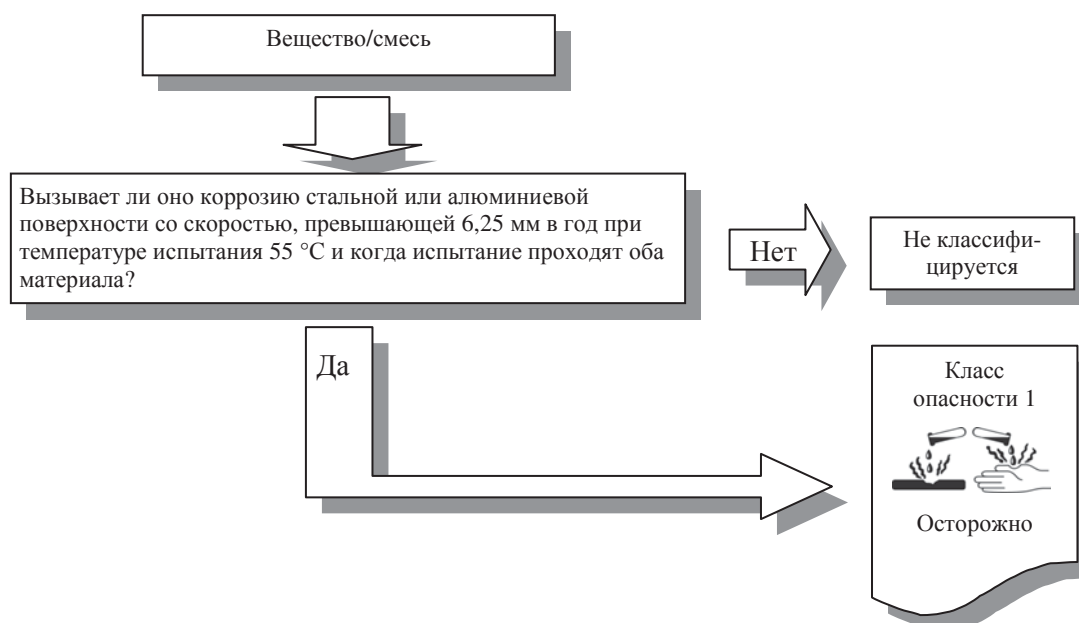 Вещество/смесь
Вызывает ли оно коррозию стальной или алюминиевой
поверхности со скоростью, превышающей 6,25 мм в год при
температуре испытания 55 °C и когда испытание проходят оба
материала?
Нет
Не классифи-
цируется
Да
Класс
опасности 1
Осторожно